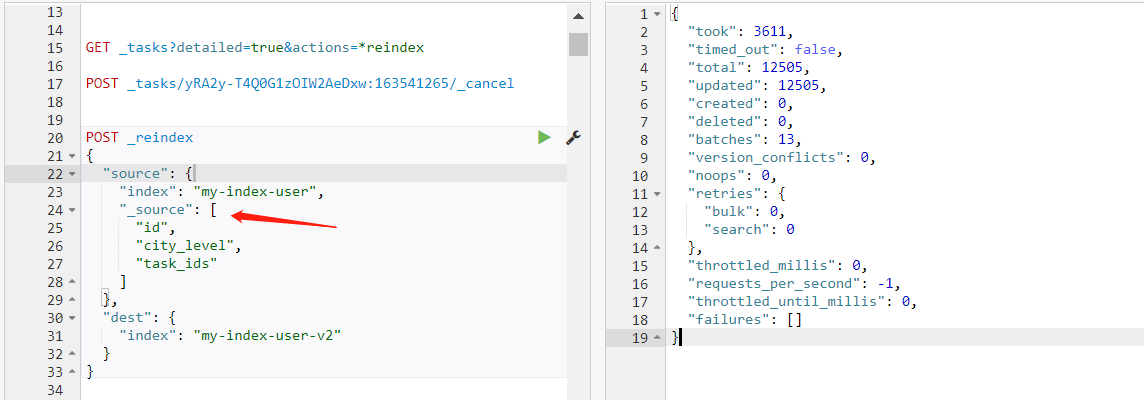 13
14
15 GET _tasks?detailed=true&actions=*reindex
16
17 POST _tasks/yRA2y-T4Q0G1zOIW2AeDxw:163541265/_cancel
18
19
20 POST _reindex
21 {
22 "source": {
23 "index": "my-index-user",
24 "_source": [
25 "id",
26 "city_level",
27 "task_ids"
28 ]
29 },
30 "dest": {
31 "index": "my-index-user-v2"
32 }
33 }
34
1 {
2 "took": 3611,
3 "timed_out": false,
4 "total": 12505,
5 "updated": 12505,
6 "created": 0,
7 "deleted": 0,
8 "batches": 13,
9 "version_conflicts": 0,
10 "noops": 0,
11 "retries": {
12 "bulk": 0,
13 "search": 0
14 },
15 "throttled_millis": 0,
16 "requests_per_second": -1,
17 "throttled_until_millis": 0,
18 "failures": []
19 }